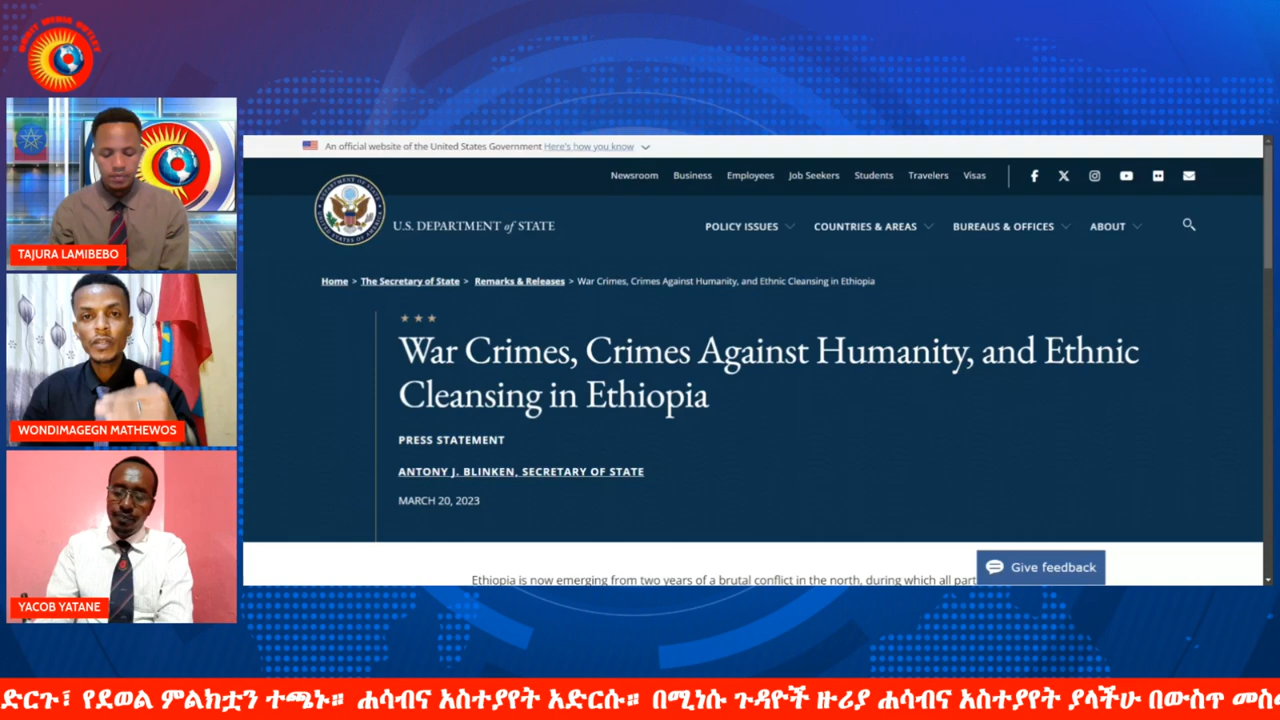 ORBIT MEDIA OUTLET
TAJURA LAMIBEBO
WONDIMAGEGN MATHEWOS
YACOB YATANE
An official website of the United States Government Here's how you know
Newsroom Business Employees Job Seekers Students Travelers Visas
U.S. DEPARTMENT of STATE
POLICY ISSUES COUNTRIES & AREAS BUREAUS & OFFICES ABOUT
Home > The Secretary of State > Remarks & Releases > War Crimes, Crimes Against Humanity, and Ethnic Cleansing in Ethiopia
War Crimes, Crimes Against Humanity, and Ethnic
Cleansing in Ethiopia
PRESS STATEMENT
ANTONY J. BLINKEN, SECRETARY OF STATE
MARCH 20, 2023
Ethiopia is now emerging from two years of a brutal conflict in the north, during which all part
Give feedback
ድርጉ፣ የደወል ምልክቷን ተጫኑ። ሐሳብና አስተያየት አድርሱ። በሚነሱ ጉዳዮች ዙሪያ ሐሳብና አስተያየት ያላችሁ በውስጥ መስ